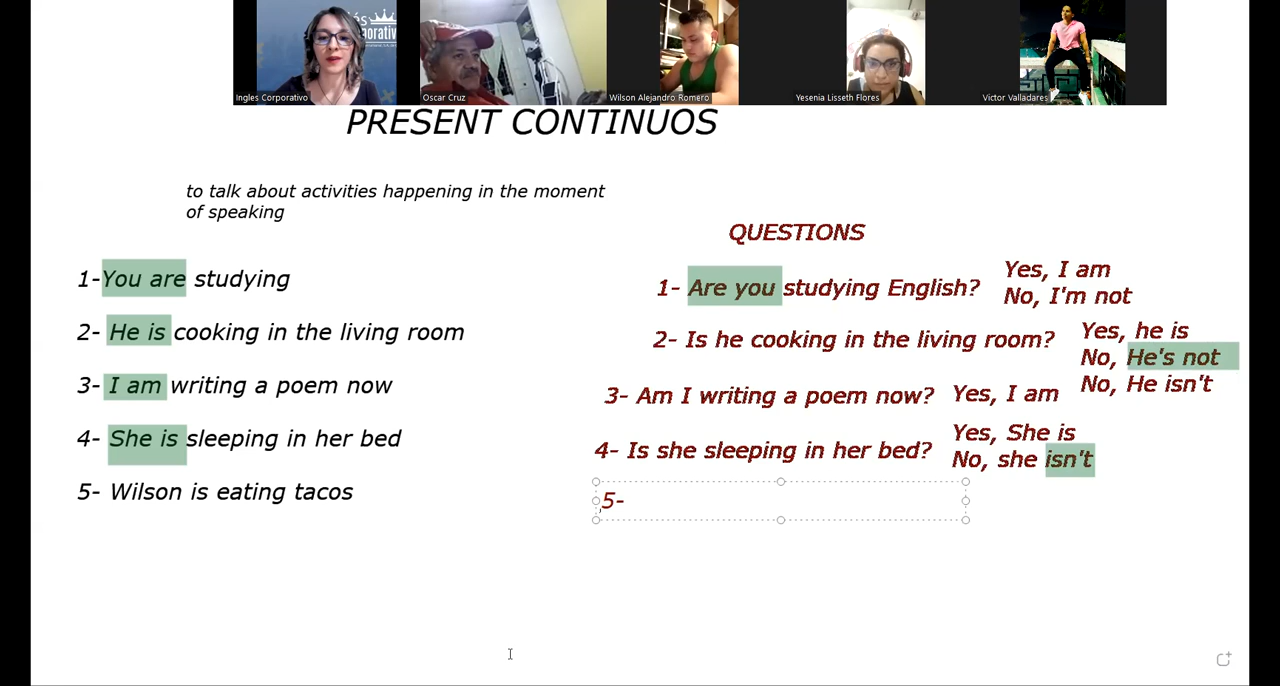 és
orporativo
Ingles Corporativo
Oscar Cruz
Wilson Alejandro Romero
Yesenia Lisseth Flores
Victor Valladares
PRESENT CONTINUOS
to talk about activities happening in the moment
of speaking
1-You are studying
2- He is cooking in the living room
3- I am writing a poem now
4- She is sleeping in her bed
5- Wilson is eating tacos
QUESTIONS
1- Are you studying English?
Yes, I am
No, I'm not
2- Is he cooking in the living room?
Yes, he is
No, He's not
No, He isn't
3- Am I writing a poem now?
Yes, I am
4- Is she sleeping in her bed?
Yes, She is
No, she isn't
,5-